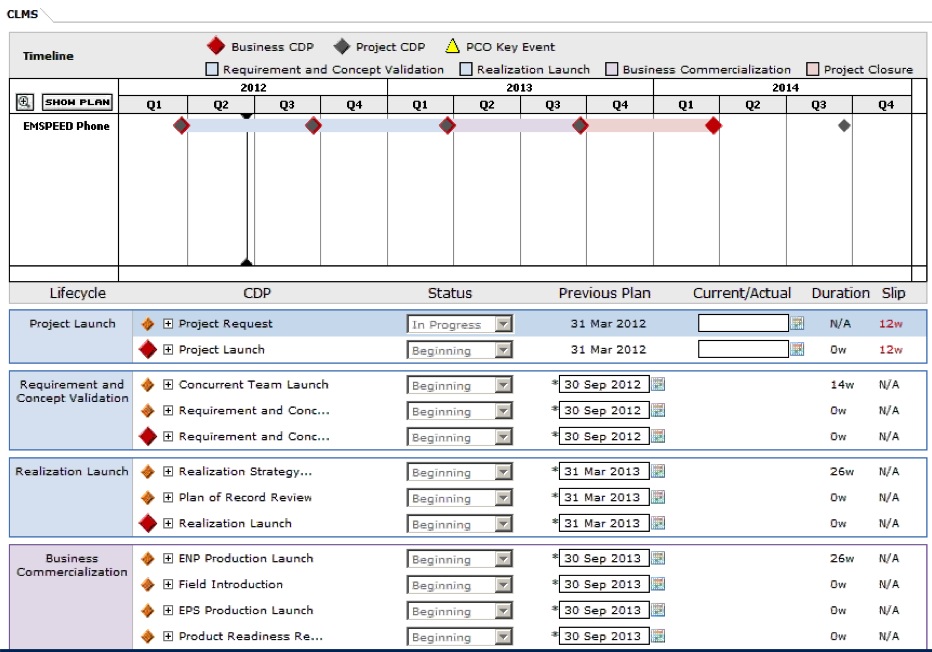 CLMS
Timeline
Business CDP Project CDP PCO Key Event
Requirement and Concept Validation Realization Launch Business Commercialization Project Closure
SHOW PLAN
2012 2013 2014
Q1 Q2 Q3 Q4 Q1 Q2 Q3 Q4 Q1 Q2 Q3 Q4
EMSPEED Phone
Lifecycle CDP Status Previous Plan Current/Actual Duration Slip
Project Launch
Project Request In Progress 31 Mar 2012 N/A 12w
Project Launch Beginning 31 Mar 2012 0w 12w
Requirement and
Concept Validation
Concurrent Team Launch Beginning * 30 Sep 2012 14w N/A
Requirement and Conc... Beginning * 30 Sep 2012 0w N/A
Requirement and Conc... Beginning * 30 Sep 2012 0w N/A
Realization Launch
Realization Strategy... Beginning * 31 Mar 2013 26w N/A
Plan of Record Review Beginning * 31 Mar 2013 0w N/A
Realization Launch Beginning * 31 Mar 2013 0w N/A
Business
Commercialization
ENP Production Launch Beginning * 30 Sep 2013 26w N/A
Field Introduction Beginning * 30 Sep 2013 0w N/A
EPS Production Launch Beginning * 30 Sep 2013 0w N/A
Product Readiness Re... Beginning * 30 Sep 2013 0w N/A